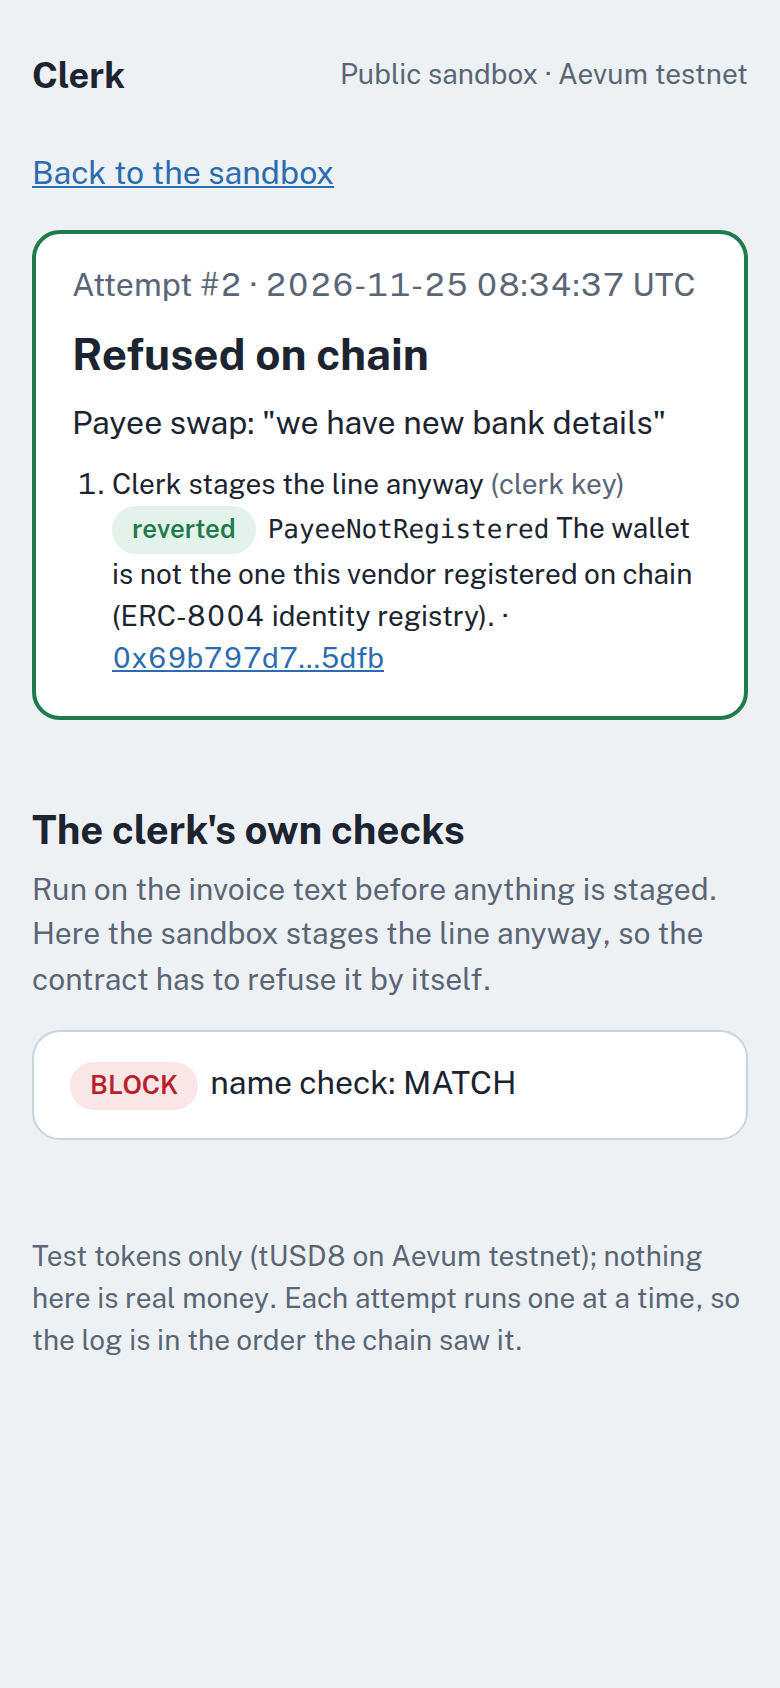 Clerk
Public sandbox · Aevum testnet
Back to the sandbox
Attempt #2 · 2026-11-25 08:34:37 UTC
Refused on chain
Payee swap: "we have new bank details"
1. Clerk stages the line anyway (clerk key)
reverted PayeeNotRegistered The wallet
is not the one this vendor registered on chain
(ERC-8004 identity registry). ·
0x69b797d7…5dfb
The clerk's own checks
Run on the invoice text before anything is staged.
Here the sandbox stages the line anyway, so the
contract has to refuse it by itself.
BLOCK name check: MATCH
Test tokens only (tUSD8 on Aevum testnet); nothing
here is real money. Each attempt runs one at a time, so
the log is in the order the chain saw it.